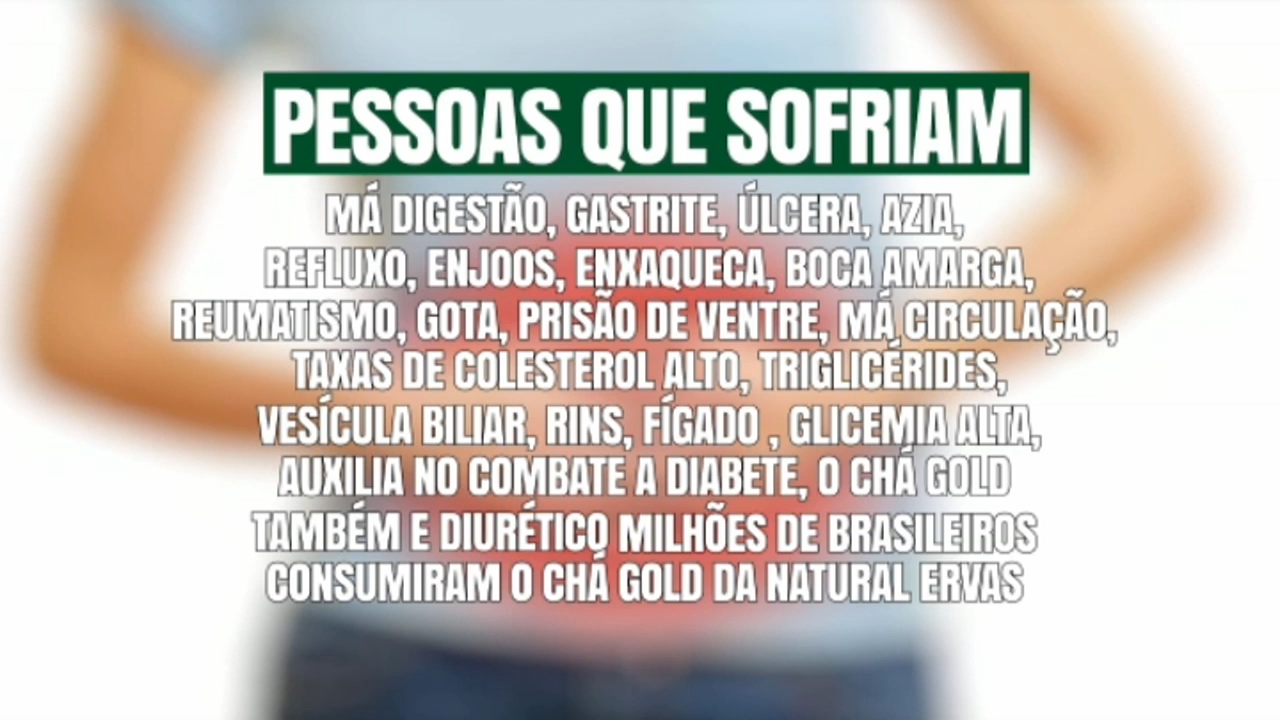 PESSOAS QUE SOFRIAM
MÁ DIGESTÃO, GASTRITE, ÚLCERA, AZIA,
REFLUXO, ENJOOS, ENXAQUECA, BOCA AMARGA,
REUMATISMO, GOTA, PRISÃO DE VENTRE, MÁ CIRCULAÇÃO,
TAXAS DE COLESTEROL ALTO, TRIGLICÉRIDES,
VESÍCULA BILIAR, RINS, FÍGADO , GLICEMIA ALTA,
AUXILIA NO COMBATE A DIABETE, O CHÁ GOLD
TAMBÉM E DIURÉTICO MILHÕES DE BRASILEIROS
CONSUMIRAM O CHÁ GOLD DA NATURAL ERVAS